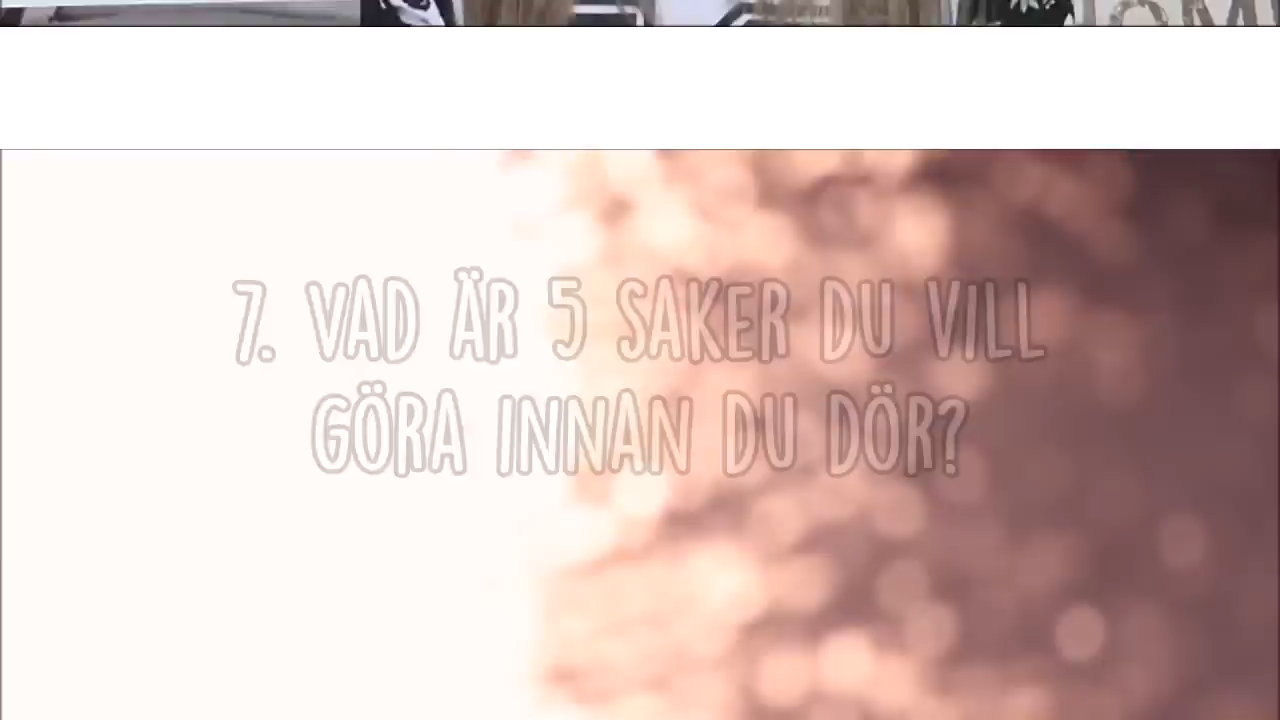 7. VAD ÄR 5 SAKER DU VILL
GÖRA INNAN DU DÖR?